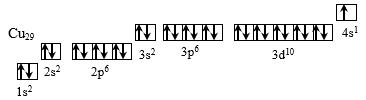 Cu₂₉
4s¹
3s²
3p⁶
3d¹⁰
2s²
2p⁶
1s²